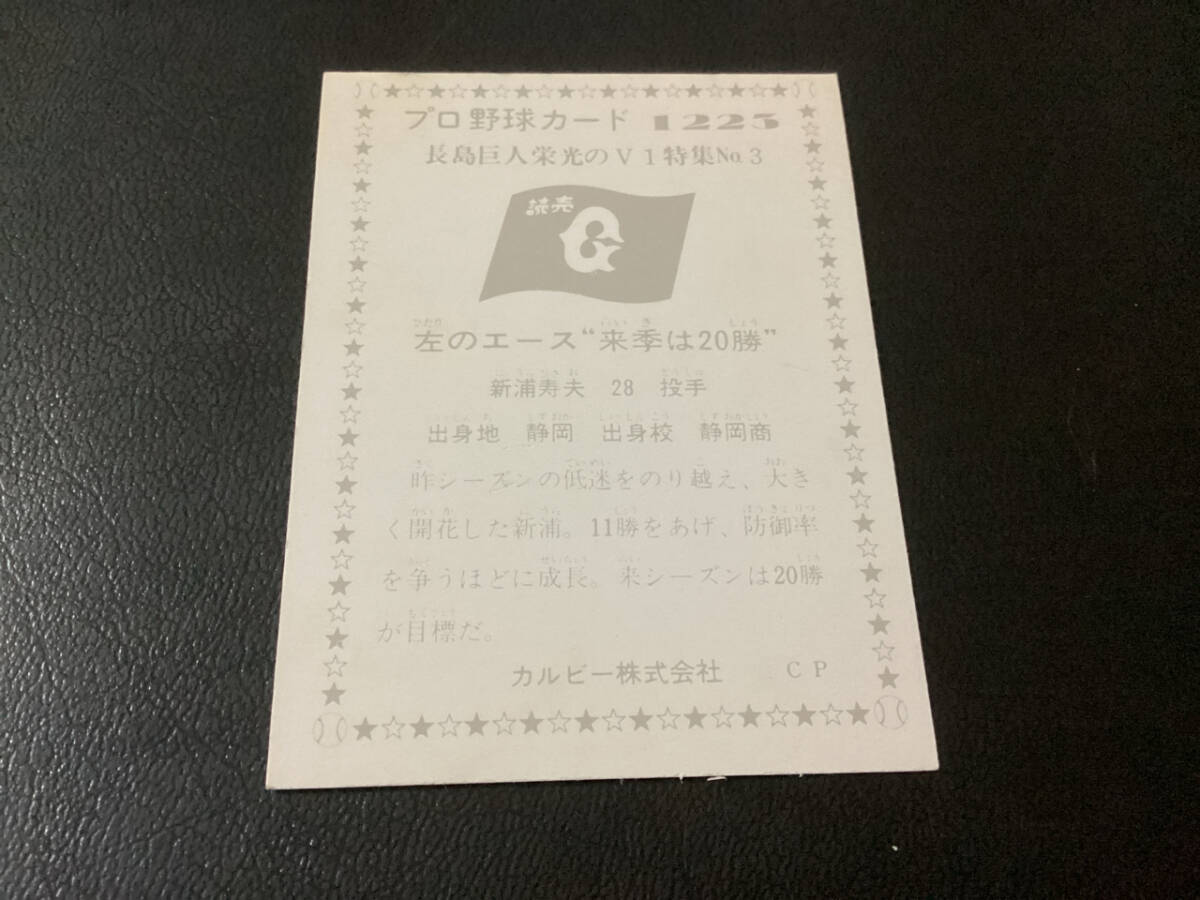 プロ野球カード 1223
長島巨人栄光のV1特集No.3
読売
G
左のエース“来季は20勝”
新浦寿夫 28 投手
出身地 静岡 出身校 静岡商
昨シーズンの低迷をのり越え、大き
く開花した新浦。11勝をあげ、防御率
を争うほどに成長。来シーズンは20勝
が目標だ。
カルビー株式会社 CP